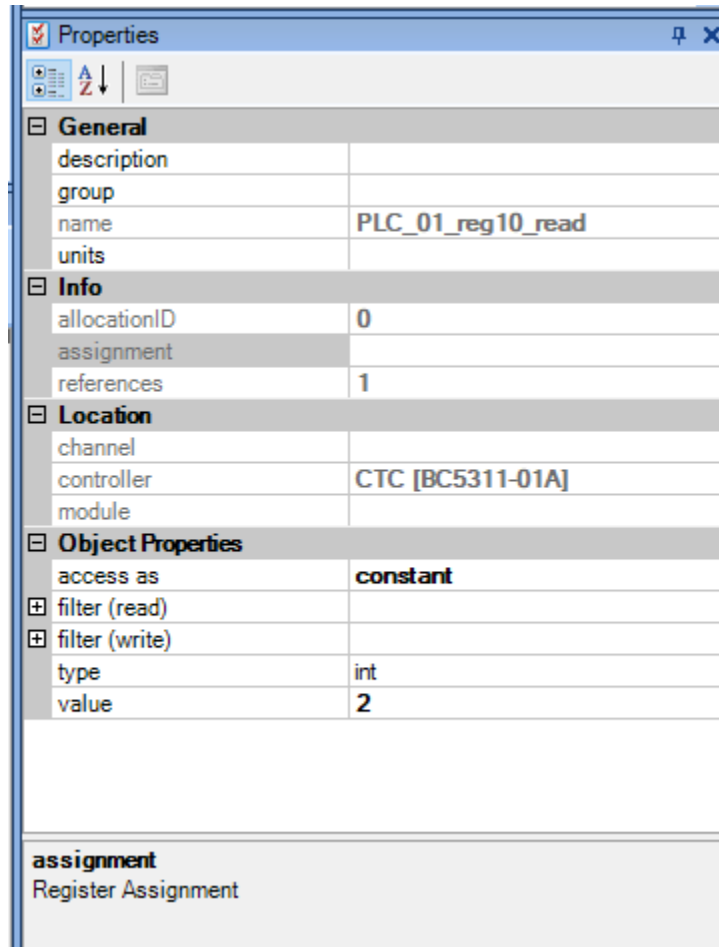 Properties
General
description
group
name PLC_01_reg10_read
units
Info
allocationID 0
assignment
references 1
Location
channel
controller CTC [BC5311-01A]
module
Object Properties
access as constant
filter (read)
filter (write)
type int
value 2
assignment
Register Assignment